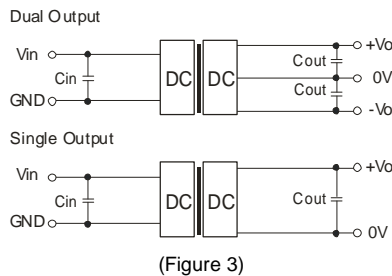 Dual Output
Vin
Cin
GND
DC
DC
Cout
Cout
+Vo
0V
-Vo
Single Output
Vin
Cin
GND
DC
DC
Cout
+Vo
0V
(Figure 3)